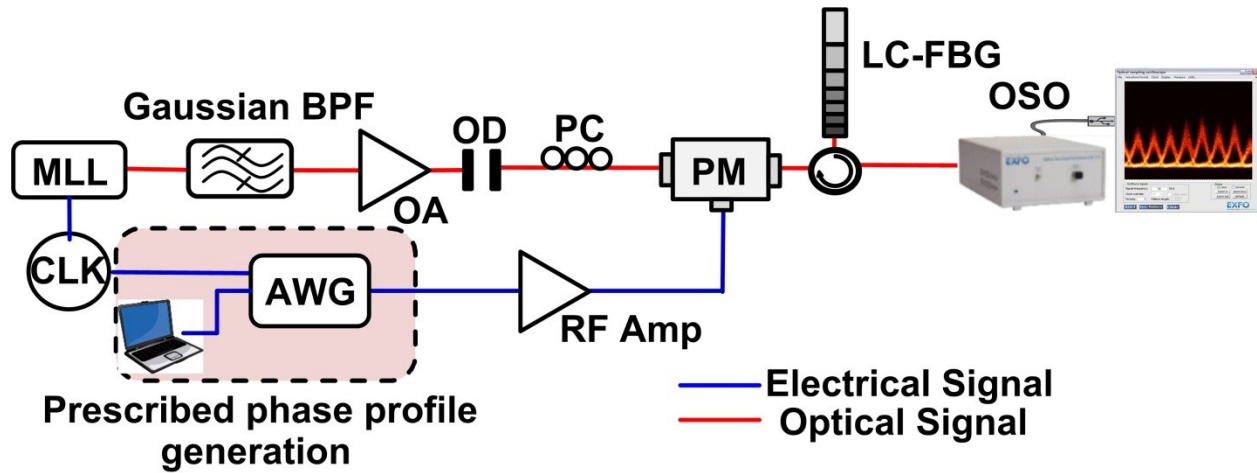 LC-FBG
Gaussian BPF
OD
PC
OSO
MLL
PM
OA
CLK
AWG
RF Amp
EXFO
EXFO
Electrical Signal
Optical Signal
Prescribed phase profile
generation